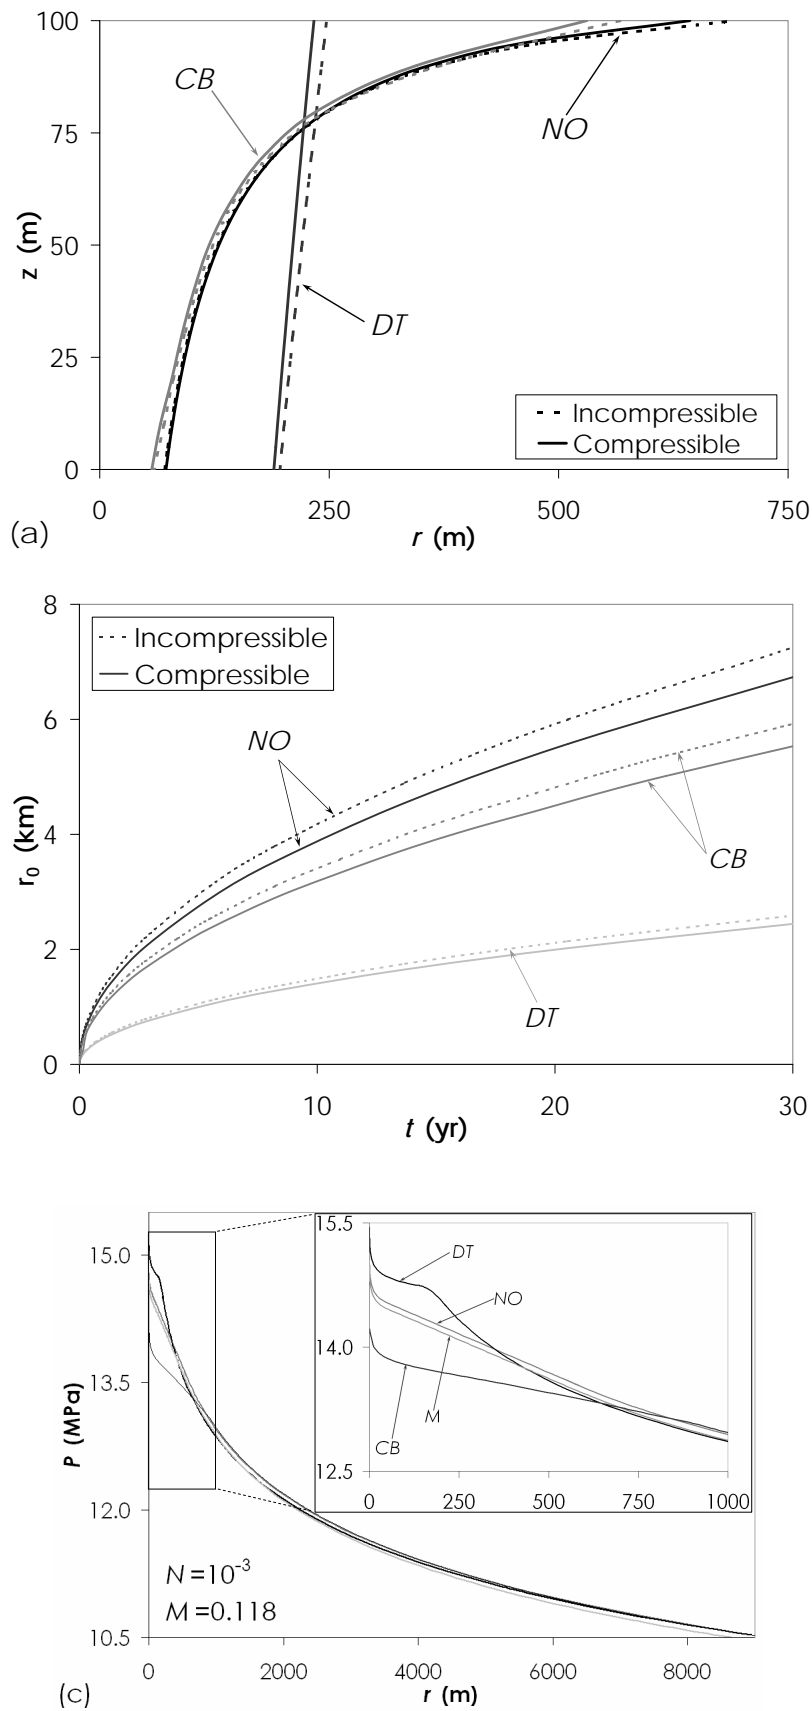 100
75
50
25
0
z (m)
CB
NO
DT
Incompressible
Compressible
0 250 500 750
r (m)
(a)
8
6
4
2
0
r0 (km)
Incompressible
Compressible
NO
CB
DT
0 10 20 30
t (yr)
15.0
13.5
12.0
10.5
P (MPa)
15.5
14.0
12.5
DT
NO
M
CB
0 250 500 750 1000
N =10-3
M =0.118
0 2000 4000 6000 8000
r (m)
(c)